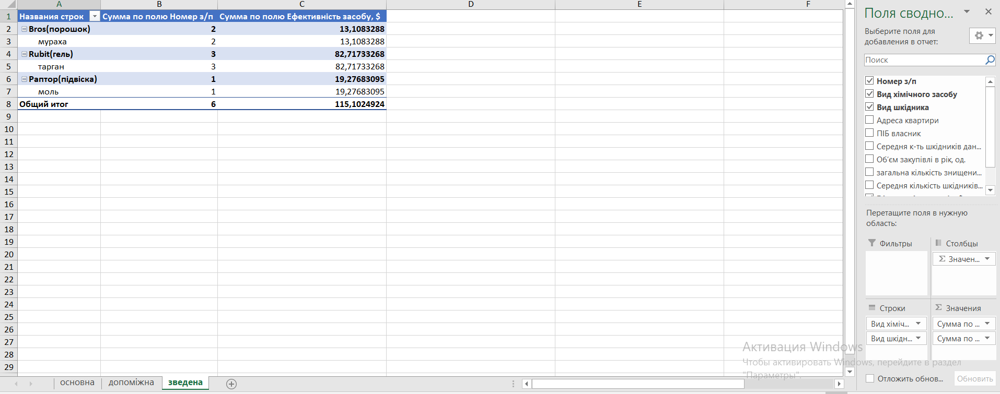 A B C D E F
1 Названия строк Сумма по полю Номер з/п Сумма по полю Ефективність засобу, $
2 Bros(порошок) 2 13,1083288
3 мураха 2 13,1083288
4 Rubit(гель) 3 82,71733268
5 тарган 3 82,71733268
6 Раптор(підвіска) 1 19,27683095
7 моль 1 19,27683095
8 Общий итог 6 115,1024924
9
10
11
12
13
14
15
16
17
18
19
20
21
22
23
24
25
26
27
28
29
основна допоміжна зведена
Поля сводно...
Выберите поля для
добавления в отчет:
Поиск
Номер з/п
Вид хімічного засобу
Вид шкідника
Адреса квартири
ПІБ власник
Середня к-ть шкідників дан...
Об'єм закупівлі в рік, од.
загальна кількість знищени...
Середня кількість шкідників...
Перетащите поля в нужную
область:
Фильтры
Столбцы
Σ Значен...
Строки
Σ Значения
Вид хіміч...
Сумма по ...
Вид шкідн...
Сумма по ...
Активация Windows
Чтобы активировать Windows, перейдите в раздел
"Параметры".
Отложить обнов...
Обновить